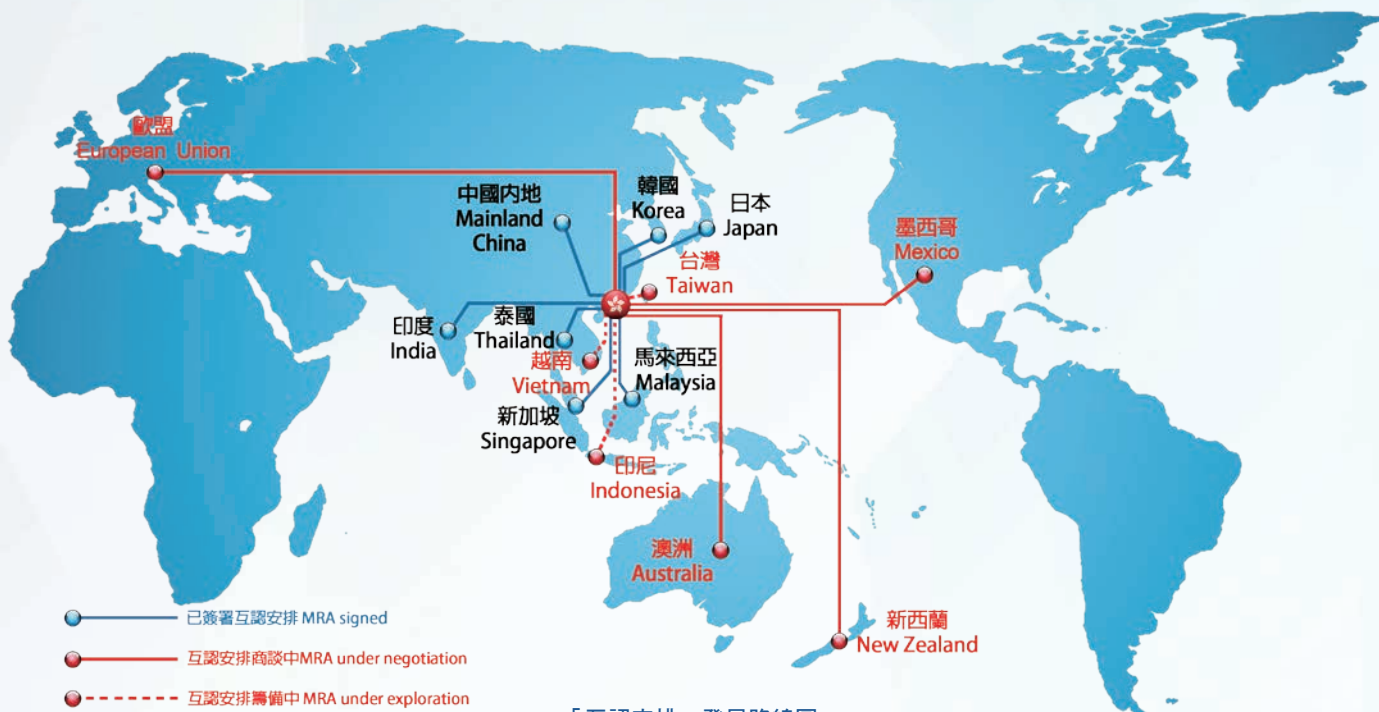 歐盟
European Union
中國内地
Mainland
China
韓國
Korea
日本
Japan
台灣
Taiwan
墨西哥
Mexico
印度
India
泰國
Thailand
越南
Vietnam
馬來西亞
Malaysia
新加坡
Singapore
印尼
Indonesia
澳洲
Australia
新西蘭
New Zealand
已簽署互認安排 MRA signed
互認安排商談中MRA under negotiation
互認安排籌備中 MRA under exploration